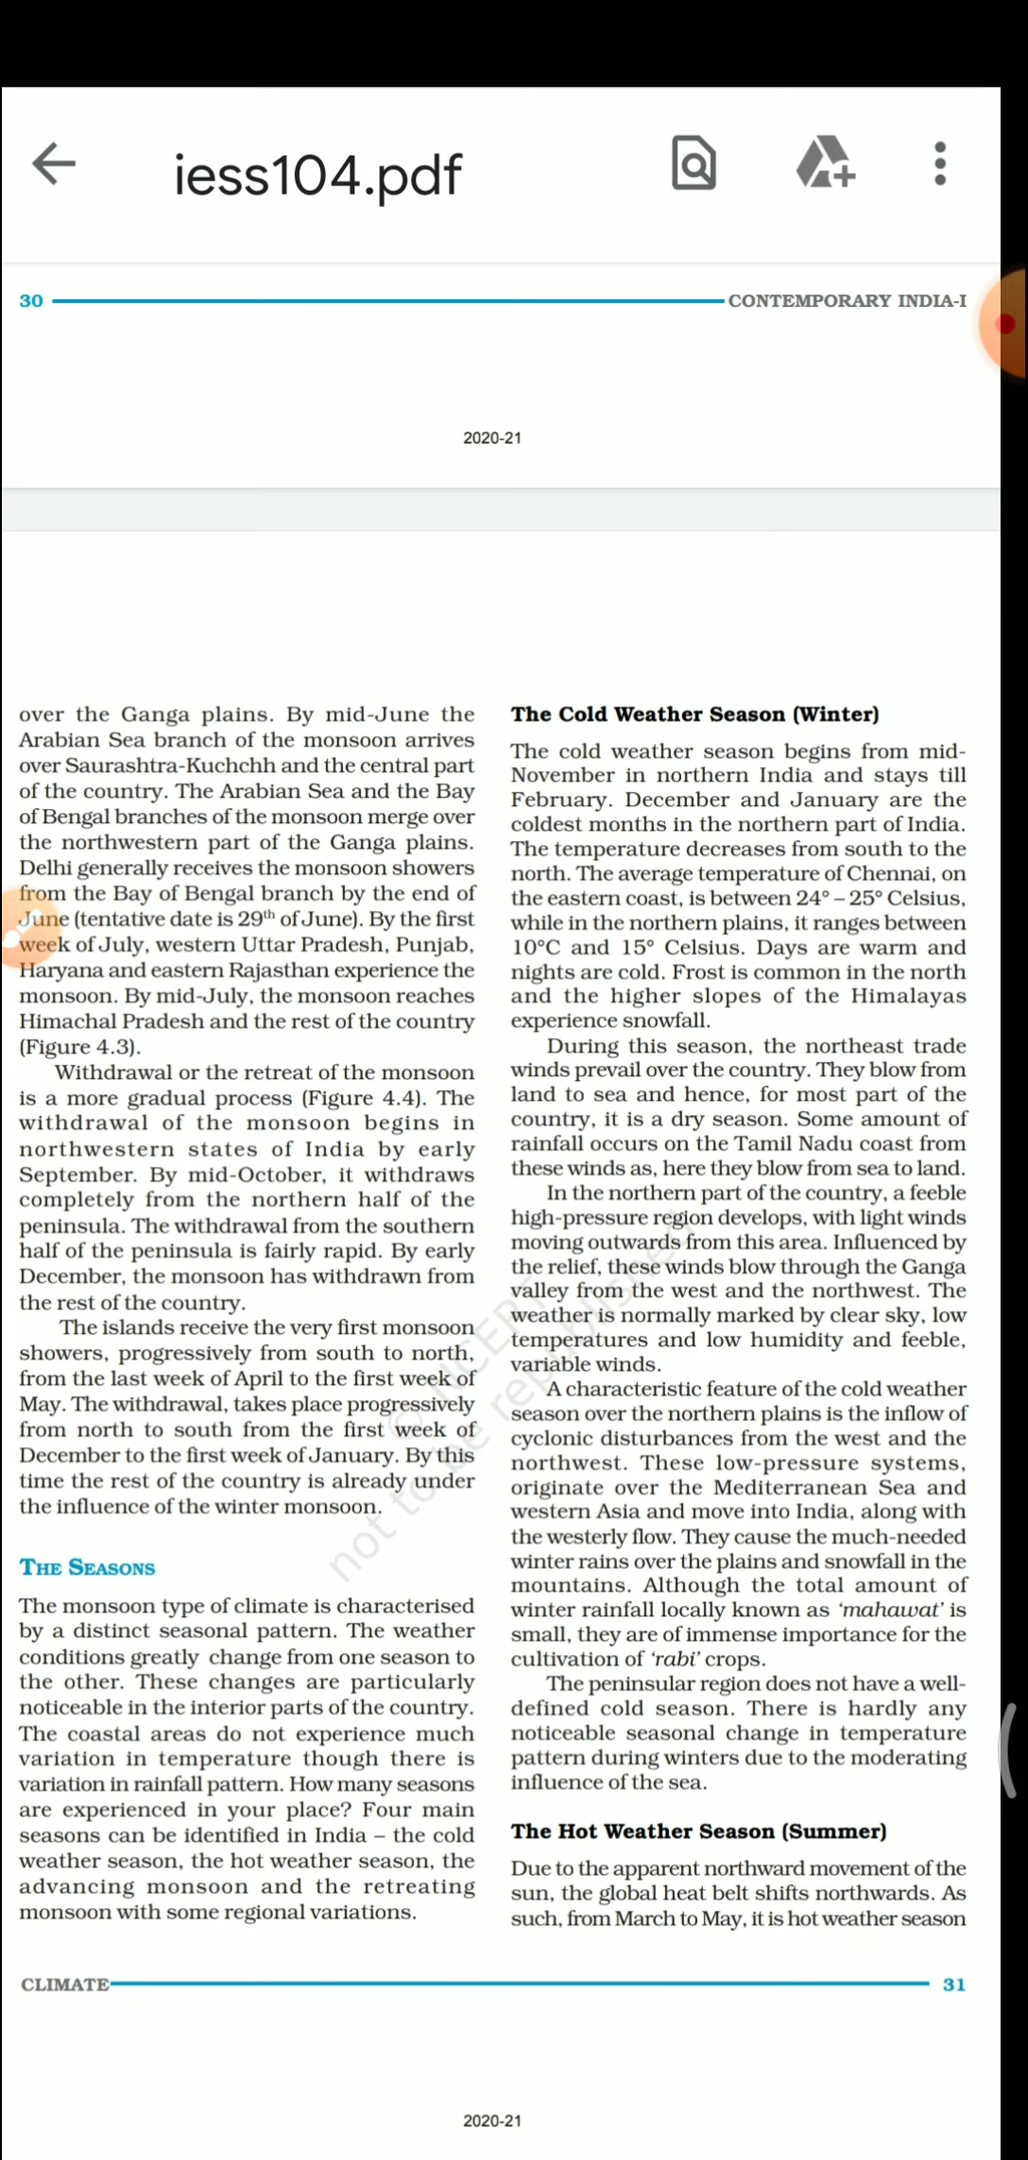 iess104.pdf
30
CONTEMPORARY INDIA-I
2020-21
over the Ganga plains. By mid-June the
Arabian Sea branch of the monsoon arrives
over Saurashtra-Kuchchh and the central part
of the country. The Arabian Sea and the Bay
of Bengal branches of the monsoon merge over
the northwestern part of the Ganga plains.
Delhi generally receives the monsoon showers
from the Bay of Bengal branch by the end of
June (tentative date is 29th of June). By the first
week of July, western Uttar Pradesh, Punjab,
Haryana and eastern Rajasthan experience the
monsoon. By mid-July, the monsoon reaches
Himachal Pradesh and the rest of the country
(Figure 4.3).
Withdrawal or the retreat of the monsoon
is a more gradual process (Figure 4.4). The
withdrawal of the monsoon begins in
northwestern states of India by early
September. By mid-October, it withdraws
completely from the northern half of the
peninsula. The withdrawal from the southern
half of the peninsula is fairly rapid. By early
December, the monsoon has withdrawn from
the rest of the country.
The islands receive the very first monsoon
showers, progressively from south to north,
from the last week of April to the first week of
May. The withdrawal, takes place progressively
from north to south from the first week of
December to the first week of January. By this
time the rest of the country is already under
the influence of the winter monsoon.
THE SEASONS
The monsoon type of climate is characterised
by a distinct seasonal pattern. The weather
conditions greatly change from one season to
the other. These changes are particularly
noticeable in the interior parts of the country.
The coastal areas do not experience much
variation in temperature though there is
variation in rainfall pattern. How many seasons
are experienced in your place? Four main
seasons can be identified in India – the cold
weather season, the hot weather season, the
advancing monsoon and the retreating
monsoon with some regional variations.
The Cold Weather Season (Winter)
The cold weather season begins from mid-
November in northern India and stays till
February. December and January are the
coldest months in the northern part of India.
The temperature decreases from south to the
north. The average temperature of Chennai, on
the eastern coast, is between 24° – 25° Celsius,
while in the northern plains, it ranges between
10°C and 15° Celsius. Days are warm and
nights are cold. Frost is common in the north
and the higher slopes of the Himalayas
experience snowfall.
During this season, the northeast trade
winds prevail over the country. They blow from
land to sea and hence, for most part of the
country, it is a dry season. Some amount of
rainfall occurs on the Tamil Nadu coast from
these winds as, here they blow from sea to land.
In the northern part of the country, a feeble
high-pressure region develops, with light winds
moving outwards from this area. Influenced by
the relief, these winds blow through the Ganga
valley from the west and the northwest. The
weather is normally marked by clear sky, low
temperatures and low humidity and feeble,
variable winds.
A characteristic feature of the cold weather
season over the northern plains is the inflow of
cyclonic disturbances from the west and the
northwest. These low-pressure systems,
originate over the Mediterranean Sea and
western Asia and move into India, along with
the westerly flow. They cause the much-needed
winter rains over the plains and snowfall in the
mountains. Although the total amount of
winter rainfall locally known as ‘mahawat’ is
small, they are of immense importance for the
cultivation of ‘rabi’ crops.
The peninsular region does not have a well-
defined cold season. There is hardly any
noticeable seasonal change in temperature
pattern during winters due to the moderating
influence of the sea.
The Hot Weather Season (Summer)
Due to the apparent northward movement of the
sun, the global heat belt shifts northwards. As
such, from March to May, it is hot weather season
© NCERT
not to be republished
CLIMATE
31
2020-21